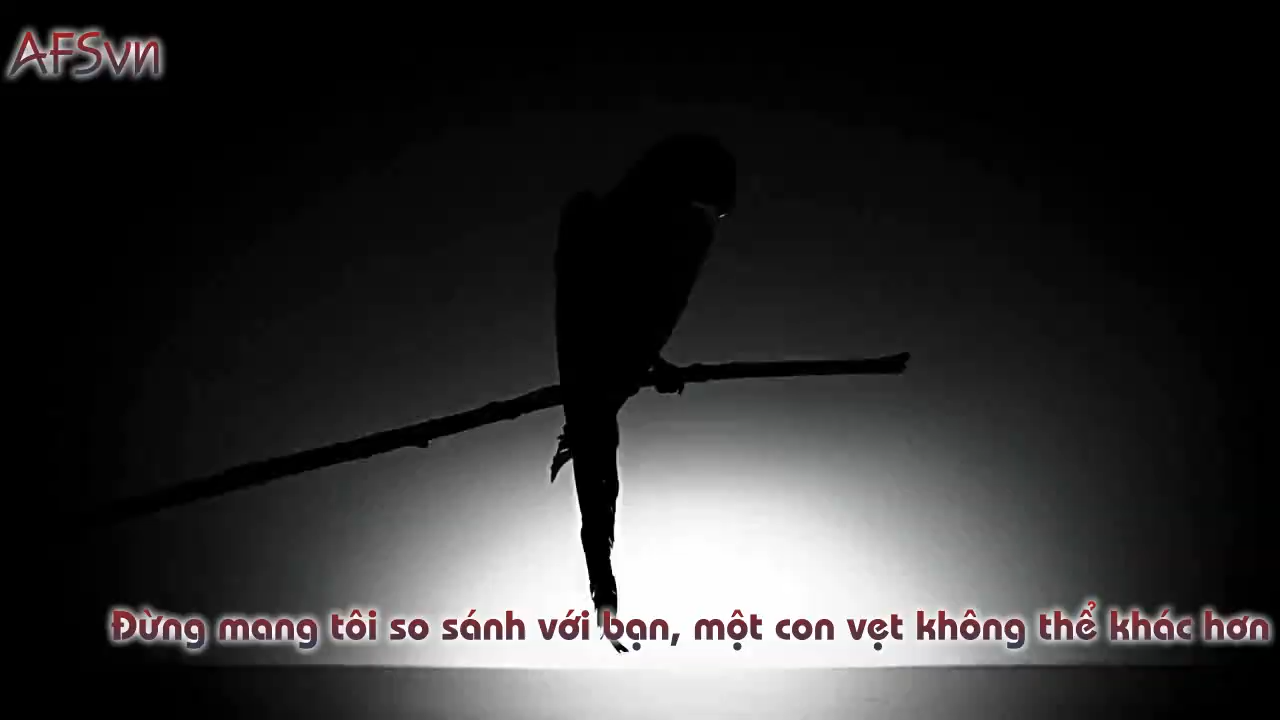 AFSvn
Đừng mang tôi so sánh với bạn, một con vẹt không thể khác hơn